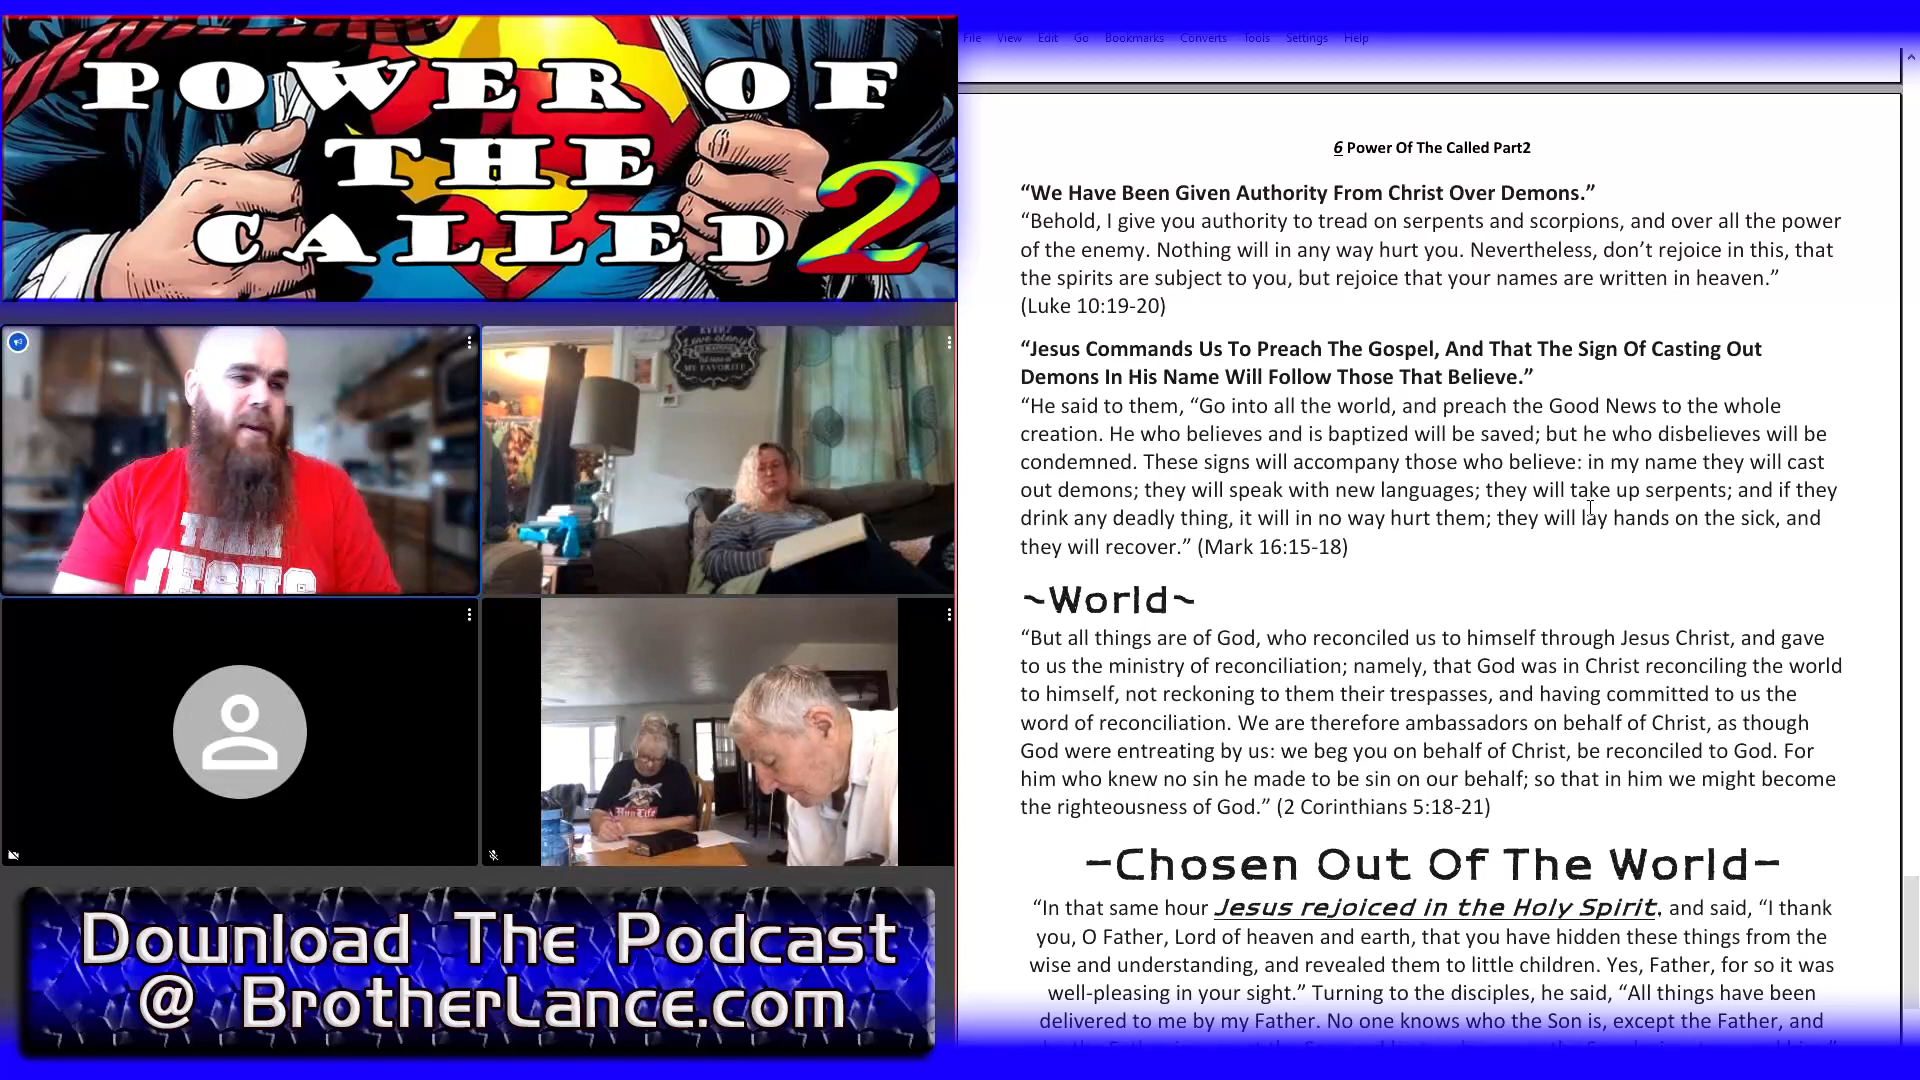 POWER OF
THE
CALLED 2
File View Edit Go Bookmarks Converts Tools Settings Help
6 Power Of The Called Part2
“We Have Been Given Authority From Christ Over Demons.”
“Behold, I give you authority to tread on serpents and scorpions, and over all the power
of the enemy. Nothing will in any way hurt you. Nevertheless, don’t rejoice in this, that
the spirits are subject to you, but rejoice that your names are written in heaven.”
(Luke 10:19-20)
“Jesus Commands Us To Preach The Gospel, And That The Sign Of Casting Out
Demons In His Name Will Follow Those That Believe.”
“He said to them, “Go into all the world, and preach the Good News to the whole
creation. He who believes and is baptized will be saved; but he who disbelieves will be
condemned. These signs will accompany those who believe: in my name they will cast
out demons; they will speak with new languages; they will take up serpents; and if they
drink any deadly thing, it will in no way hurt them; they will lay hands on the sick, and
they will recover.” (Mark 16:15-18)
~World~
“But all things are of God, who reconciled us to himself through Jesus Christ, and gave
to us the ministry of reconciliation; namely, that God was in Christ reconciling the world
to himself, not reckoning to them their trespasses, and having committed to us the
word of reconciliation. We are therefore ambassadors on behalf of Christ, as though
God were entreating by us: we beg you on behalf of Christ, be reconciled to God. For
him who knew no sin he made to be sin on our behalf; so that in him we might become
the righteousness of God.” (2 Corinthians 5:18-21)
~Chosen Out Of The World~
“In that same hour Jesus rejoiced in the Holy Spirit, and said, “I thank
you, O Father, Lord of heaven and earth, that you have hidden these things from the
wise and understanding, and revealed them to little children. Yes, Father, for so it was
well-pleasing in your sight.” Turning to the disciples, he said, “All things have been
delivered to me by my Father. No one knows who the Son is, except the Father, and
TEAM
JESUS
Love story
MY FAVORITE
Download The Podcast
@ BrotherLance.com